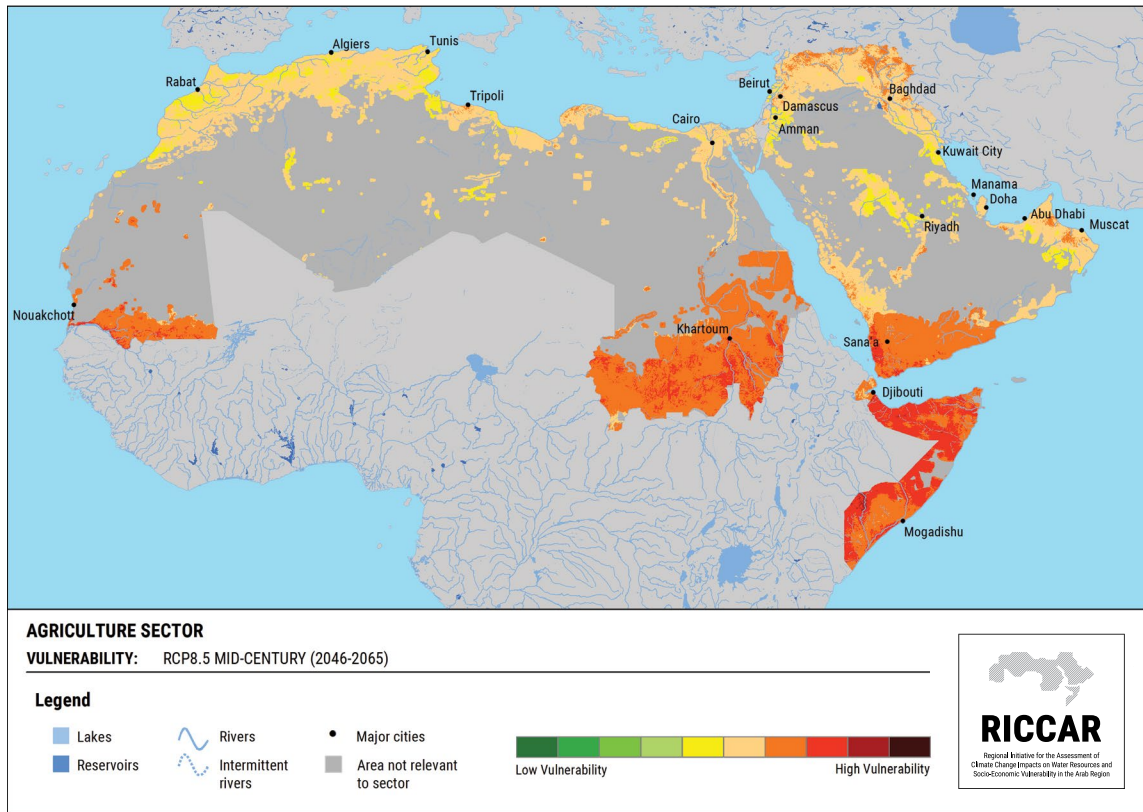 Algiers
Tunis
Rabat
Tripoli
Beirut
Damascus
Baghdad
Cairo
Amman
Kuwait City
Manama
Doha
Abu Dhabi
Muscat
Riyadh
Nouakchott
Khartoum
Sana'a
Djibouti
Mogadishu
AGRICULTURE SECTOR
VULNERABILITY: RCP8.5 MID-CENTURY (2046-2065)
Legend
Lakes
Rivers
Major cities
Reservoirs
Intermittent
rivers
Area not relevant
to sector
Low Vulnerability
High Vulnerability
RICCAR
Regional Initiative for the Assessment of
Climate Change Impacts on Water Resources and
Socio-Economic Vulnerability in the Arab Region